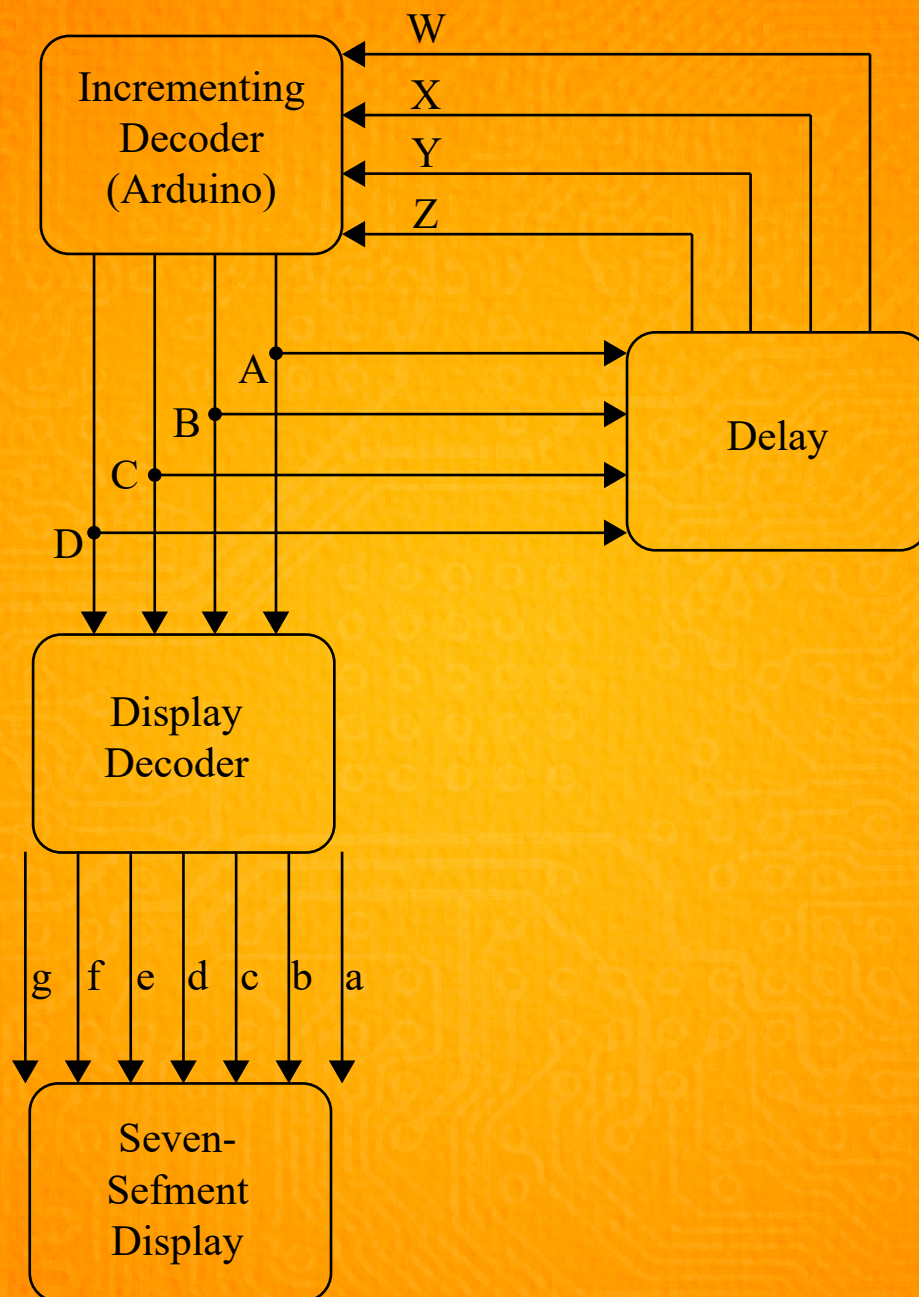 W
Incrementing
Decoder
(Arduino)
X
Y
Z
A
B
C
D
Delay
Display
Decoder
g f e d c b a
Seven-
Sefment
Display